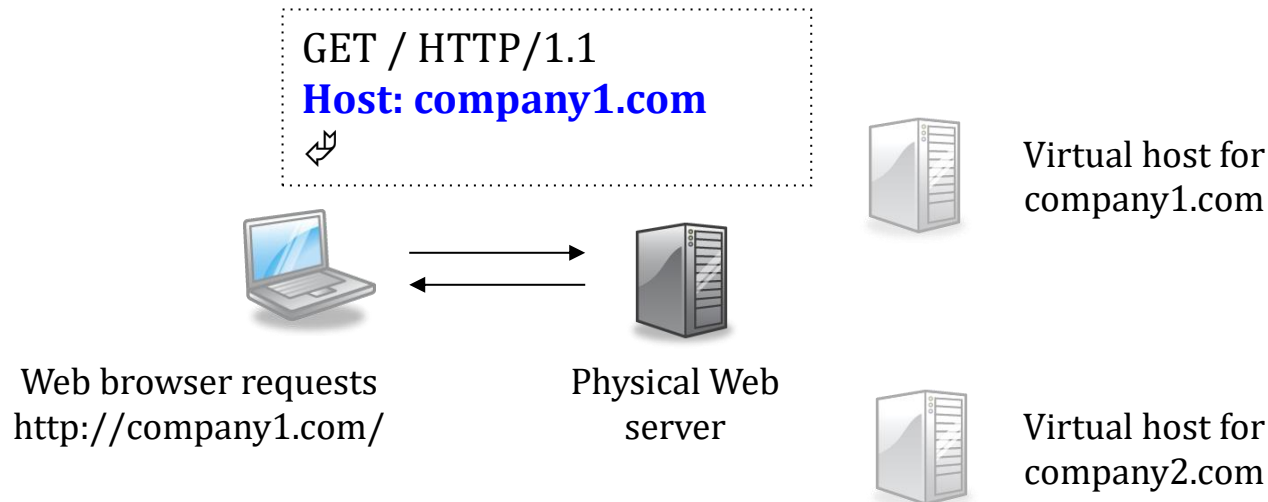 GET / HTTP/1.1
Host: company1.com
Virtual host for
company1.com
Web browser requests
http://company1.com/
Physical Web
server
Virtual host for
company2.com